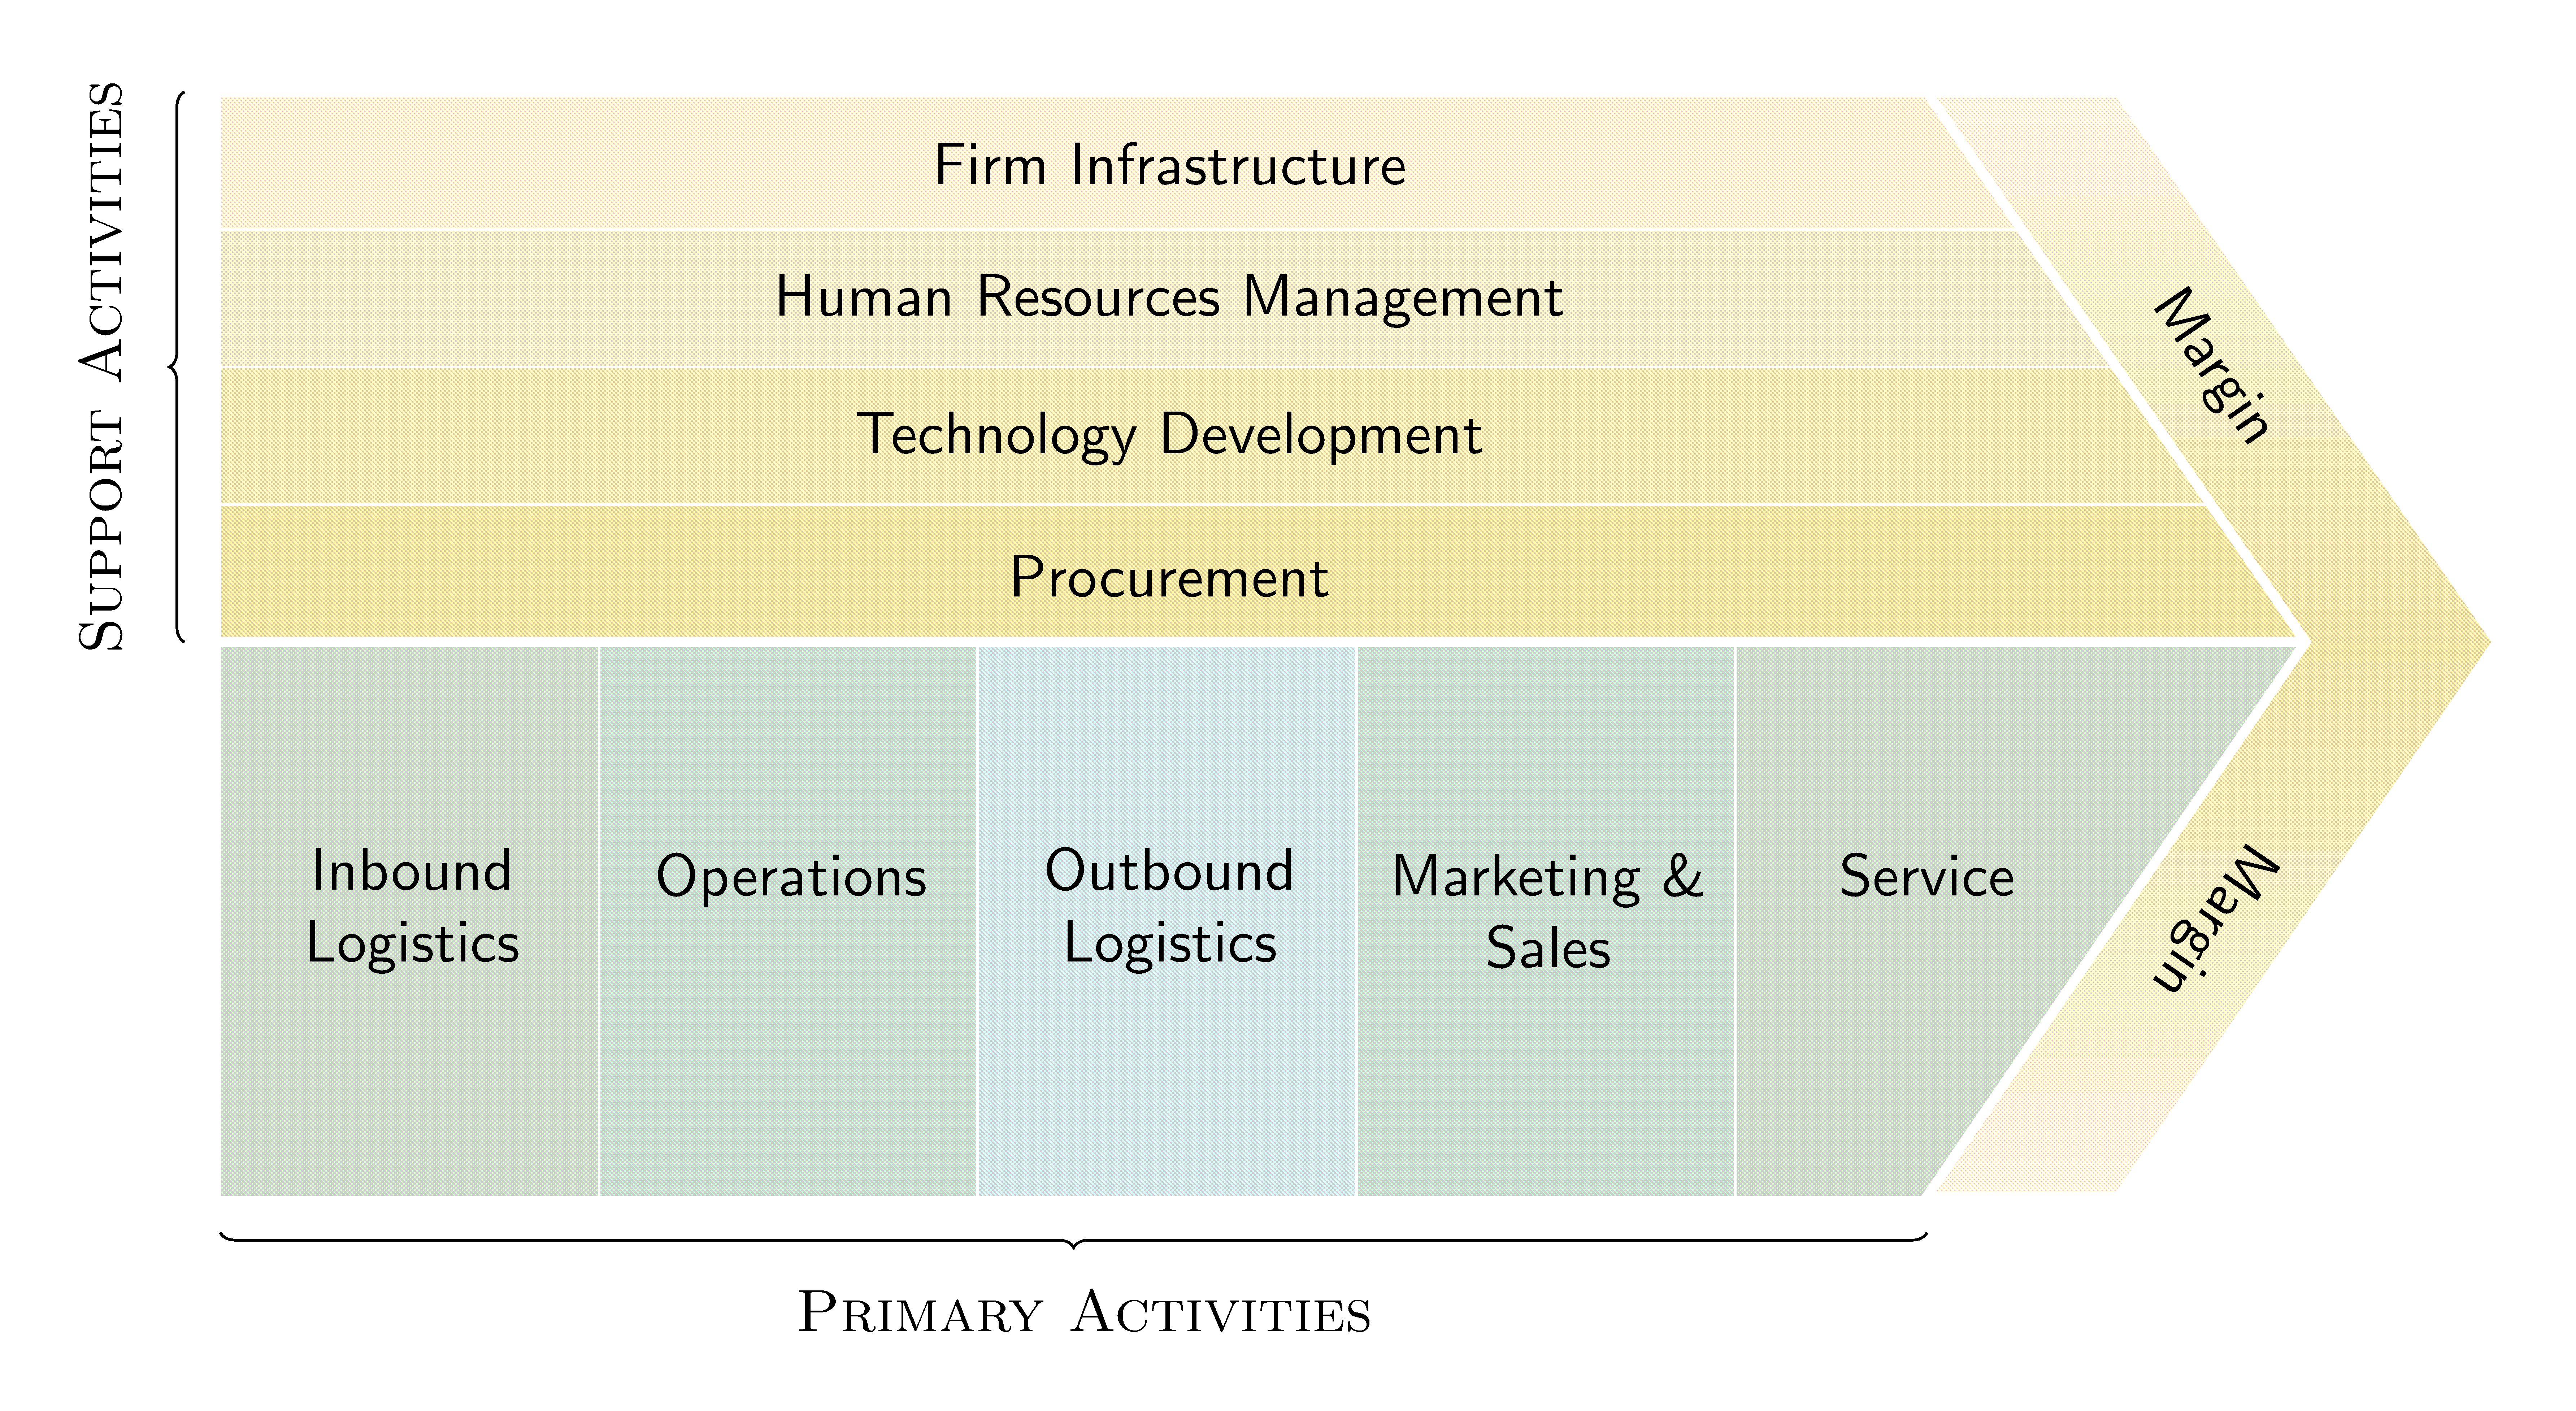 Support Activities
Firm Infrastructure
Human Resources Management
Technology Development
Procurement
Margin
Inbound
Logistics
Operations
Outbound
Logistics
Marketing &
Sales
Service
Margin
Primary Activities